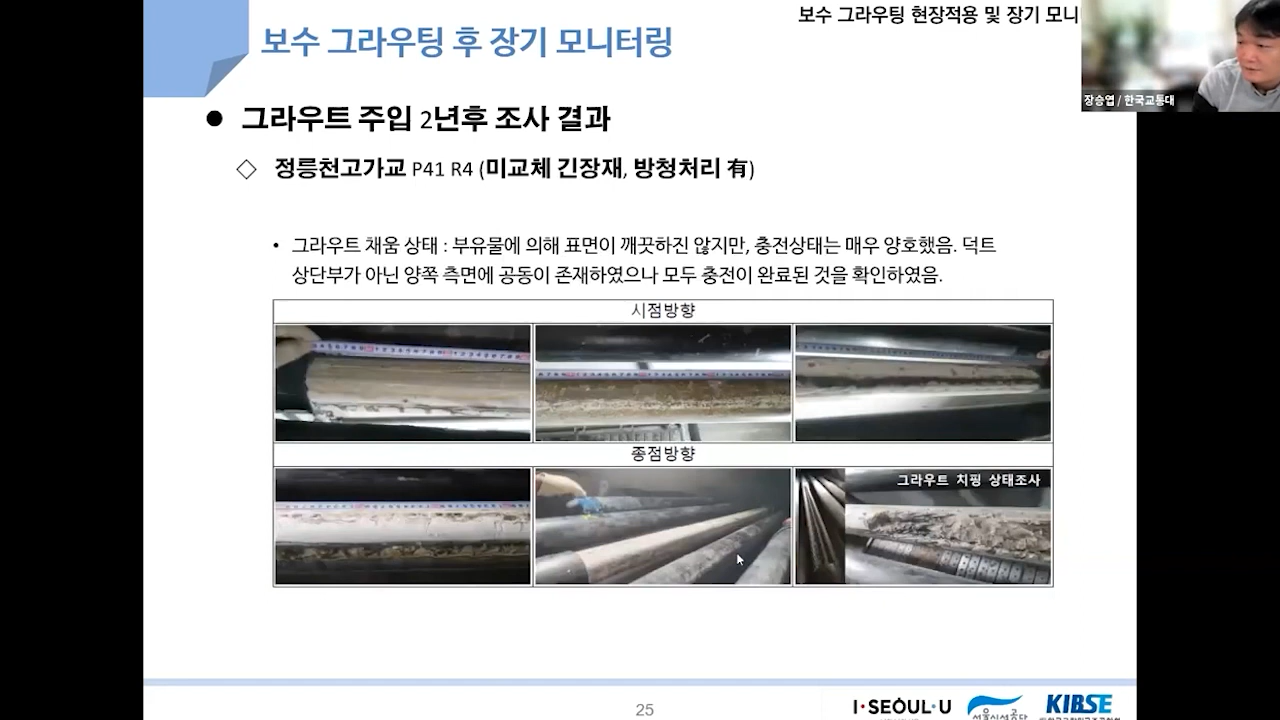 보수 그라우팅 현장적용 및 장기 모니
보수 그라우팅 후 장기 모니터링
장승엽 / 한국교통대
● 그라우트 주입 2년후 조사 결과
◇ 정릉천고가교 P41 R4 (미교체 긴장재, 방청처리 有)
• 그라우트 채움 상태 : 부유물에 의해 표면이 깨끗하진 않지만, 충전상태는 매우 양호했음. 덕트
상단부가 아닌 양쪽 측면에 공동이 존재하였으나 모두 충전이 완료된 것을 확인하였음.
시점방향
종점방향
그라우트 치핑 상태조사
25
I·SEOUL·U
서울시설공단
KIBSE